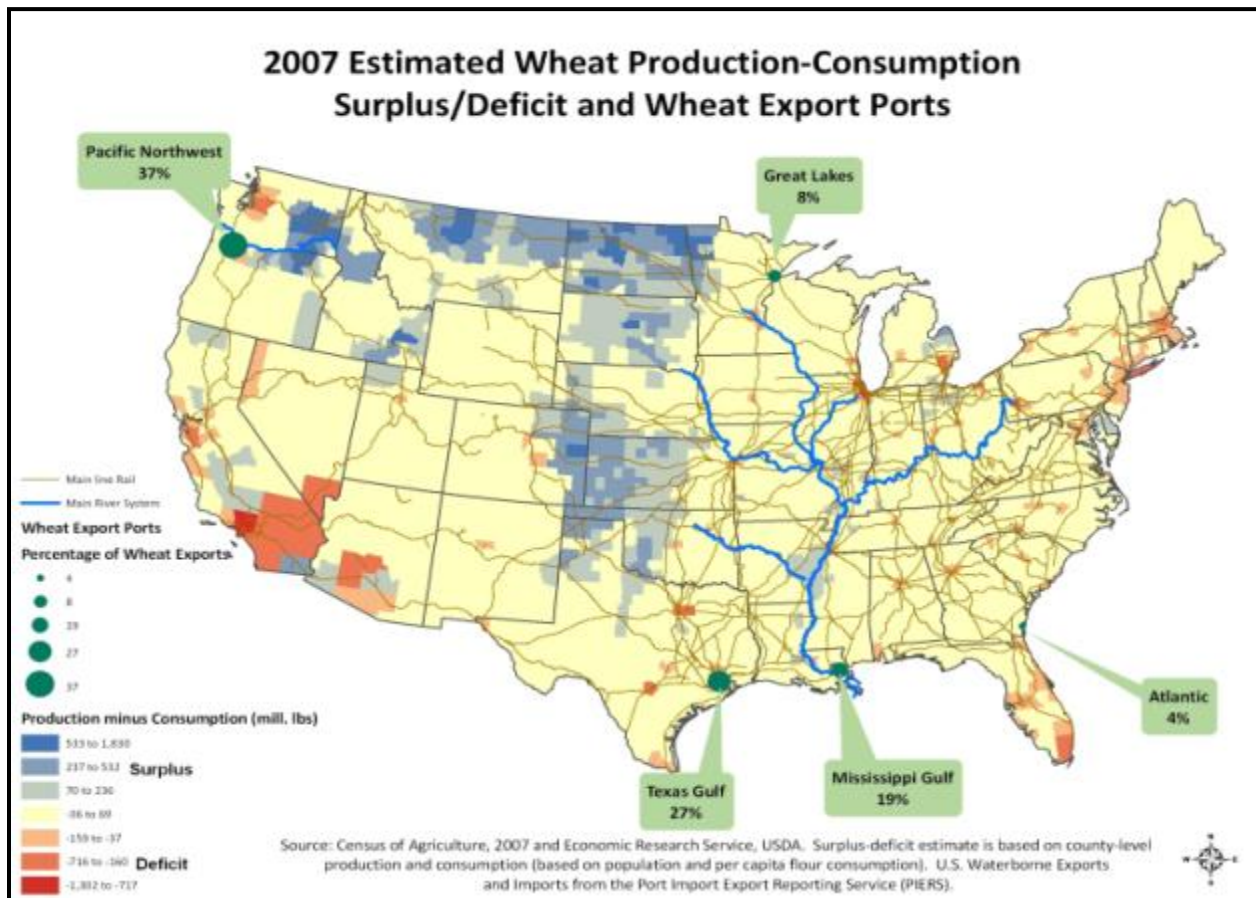 2007 Estimated Wheat Production-Consumption
Surplus/Deficit and Wheat Export Ports
Pacific Northwest
37%
Great Lakes
8%
Main line Rail
Main River System
Wheat Export Ports
Percentage of Wheat Exports
4
8
19
27
37
Atlantic
4%
Production minus Consumption (mill. lbs)
533 to 1,830
237 to 532
Surplus
70 to 236
-36 to 69
-159 to -37
-716 to -160
Deficit
-1,302 to -717
Texas Gulf
27%
Mississippi Gulf
19%
Source: Census of Agriculture, 2007 and Economic Research Service, USDA. Surplus-deficit estimate is based on county-level
production and consumption (based on population and per capita flour consumption). U.S. Waterborne Exports
and Imports from the Port Import Export Reporting Service (PIERS).
N
W
E
S